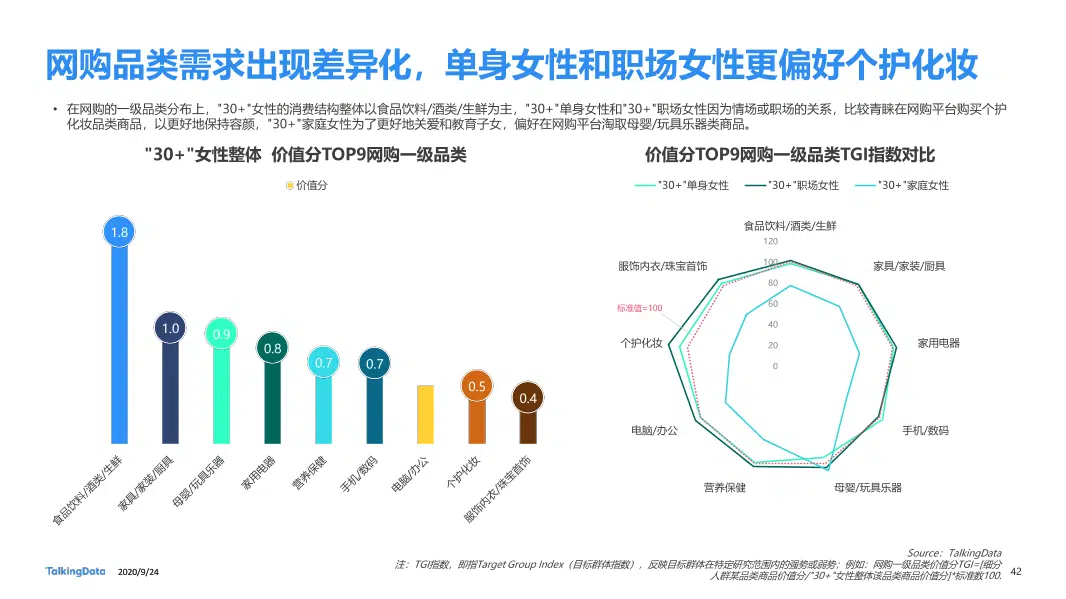 网购品类需求出现差异化，单身女性和职场女性更偏好个护化妆
• 在网购的一级品类分布上，"30+"女性的消费结构整体以食品饮料/酒类/生鲜为主，"30+"单身女性和"30+"职场女性因为情场或职场的关系，比较青睐在网购平台购买个护
化妆品类商品，以更好地保持容颜，"30+"家庭女性为了更好地关爱和教育子女，偏好在网购平台淘取母婴/玩具乐器类商品。
"30+"女性整体 价值分TOP9网购一级品类
价值分
1.8
1.0
0.9
0.8
0.7
0.7
0.5
0.4
食品饮料/酒类/生鲜
家具/家装/厨具
母婴/玩具乐器
家用电器
营养保健
手机/数码
电脑/办公
个护化妆
服饰内衣/珠宝首饰
价值分TOP9网购一级品类TGI指数对比
"30+"单身女性
"30+"职场女性
"30+"家庭女性
食品饮料/酒类/生鲜
120
100
80
60
40
20
0
服饰内衣/珠宝首饰
家具/家装/厨具
标准值=100
个护化妆
家用电器
电脑/办公
手机/数码
营养保健
母婴/玩具乐器
Source：TalkingData
注：TGI指数，即指Target Group Index（目标群体指数），反映目标群体在特定研究范围内的强势或弱势；例如：网购一级品类价值分TGI=[细分
人群某品类商品价值分/"30+"女性整体该品类商品价值分]*标准数100.
TalkingData
2020/9/24
42